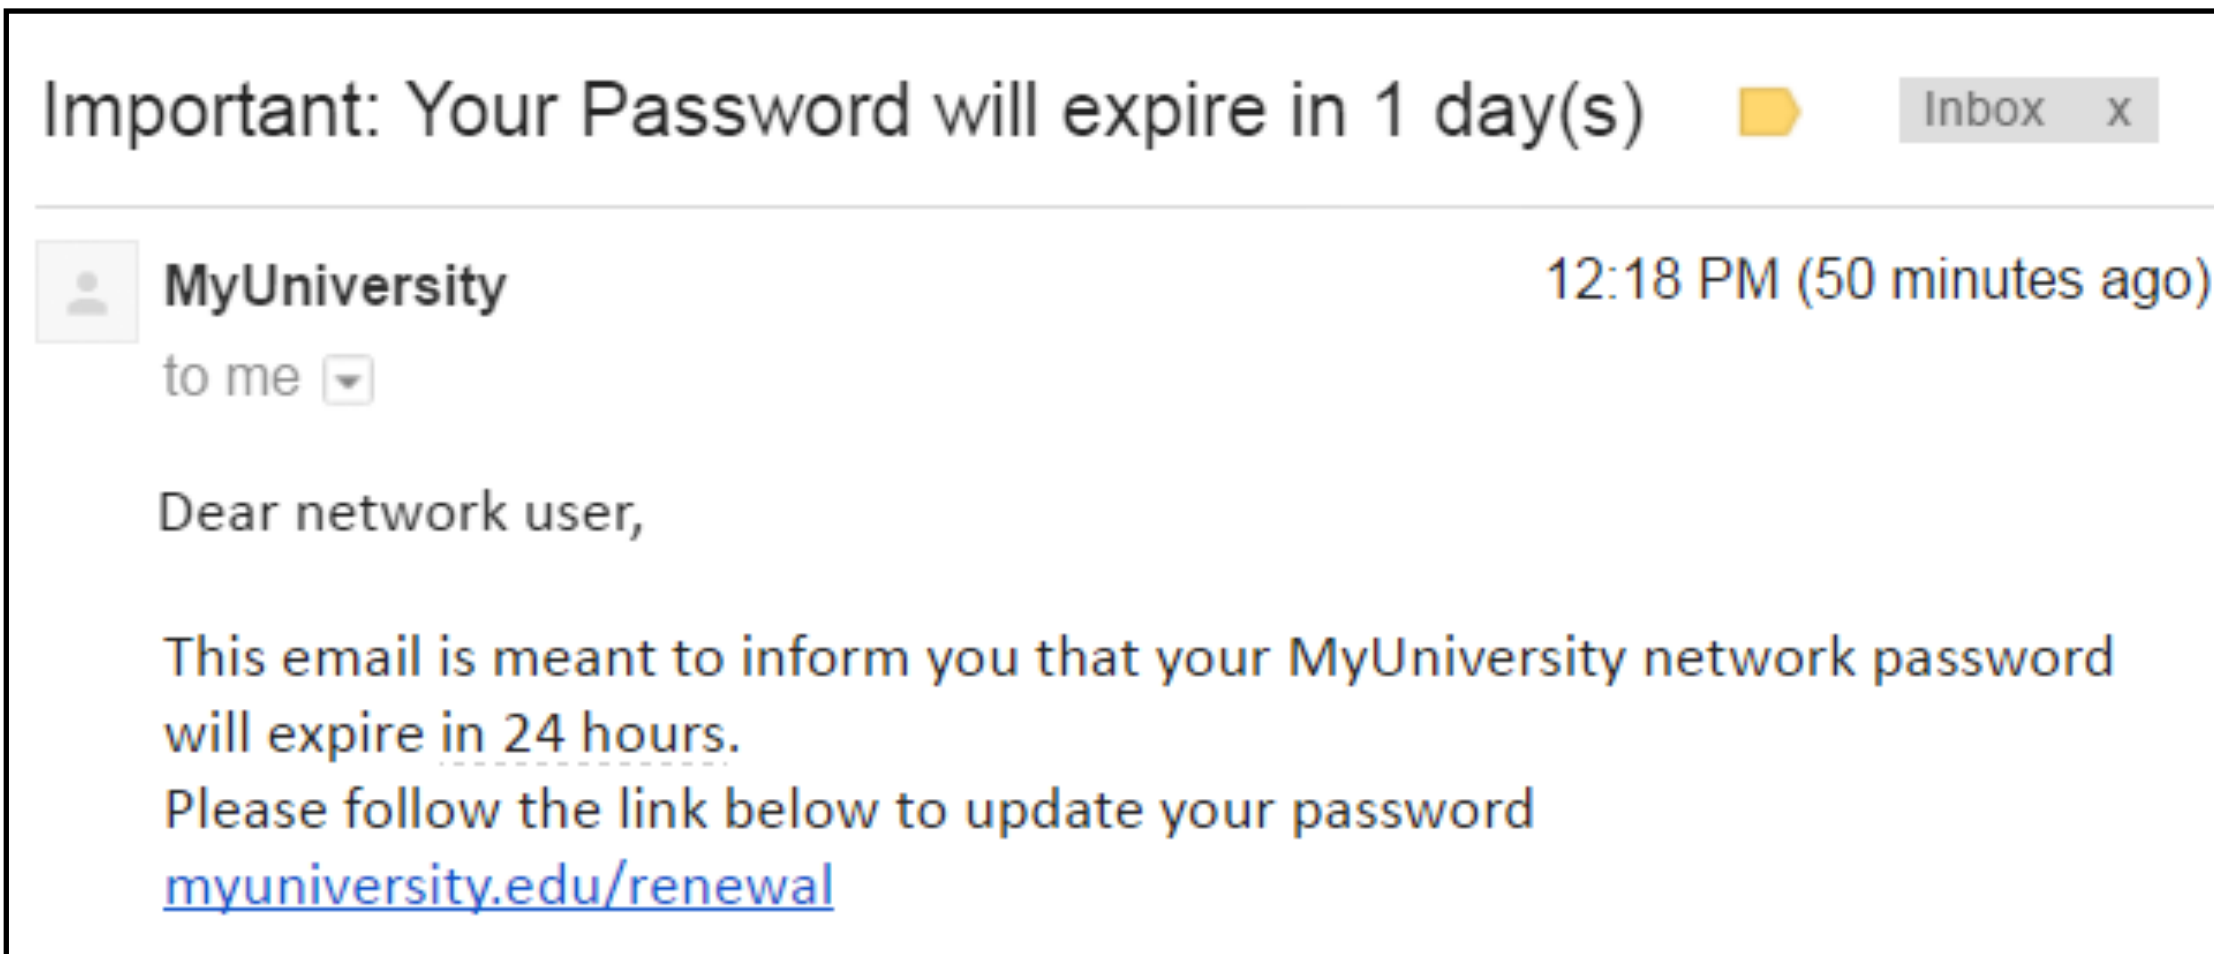 Important: Your Password will expire in 1 day(s) Inbox x
MyUniversity 12:18 PM (50 minutes ago)
to me
Dear network user,
This email is meant to inform you that your MyUniversity network password
will expire in 24 hours.
Please follow the link below to update your password
myuniversity.edu/renewal